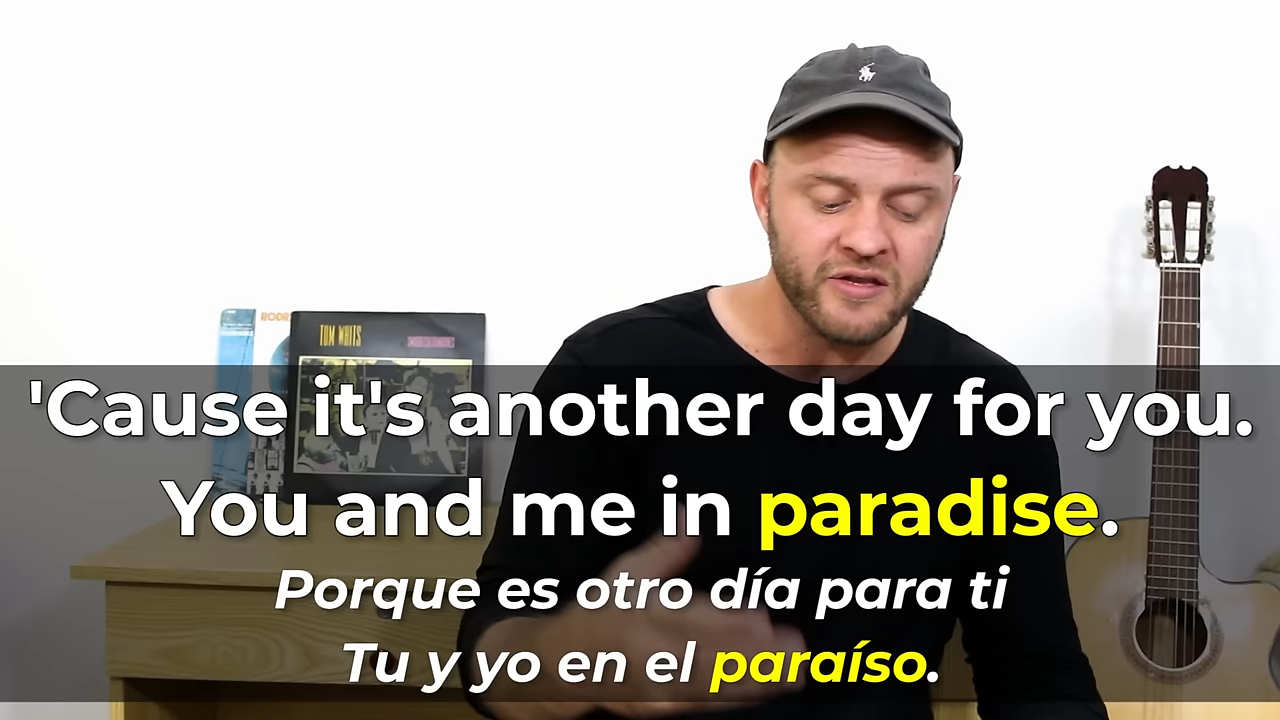 RODR
TOM WAITS
'Cause it's another day for you.
You and me in paradise.
Porque es otro día para ti
Tu y yo en el paraíso.